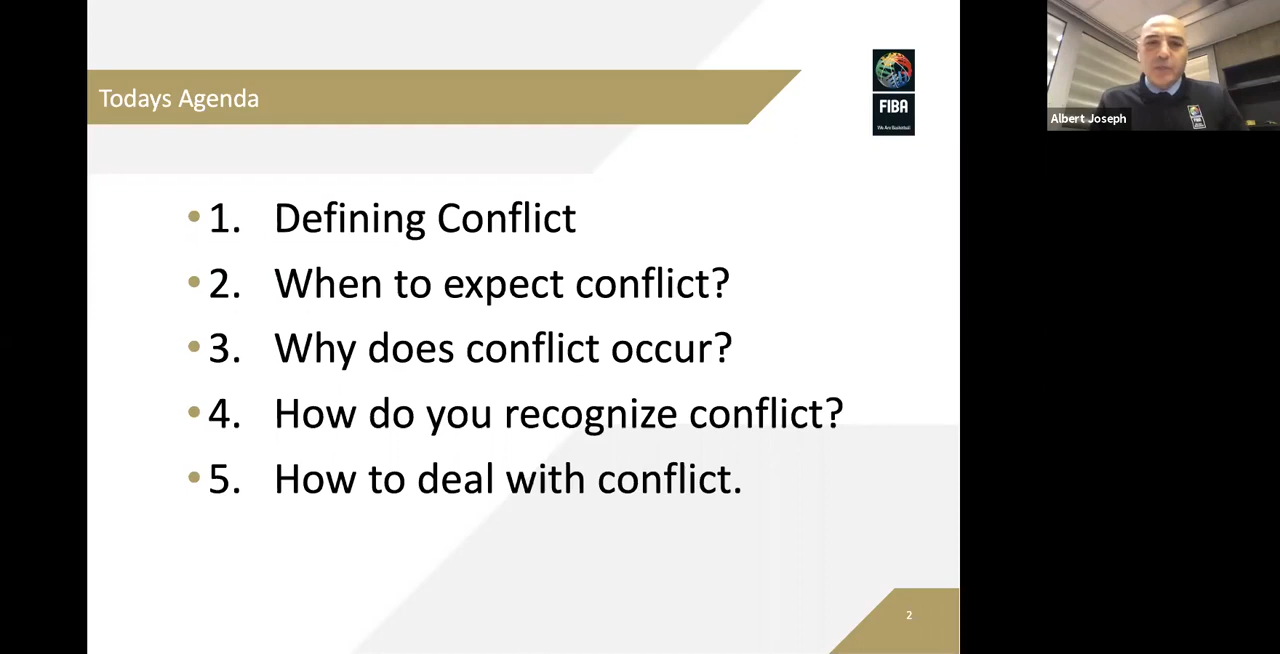 Todays Agenda
FIBA
We Are Basketball
Albert Joseph
• 1. Defining Conflict
• 2. When to expect conflict?
• 3. Why does conflict occur?
• 4. How do you recognize conflict?
• 5. How to deal with conflict.
2